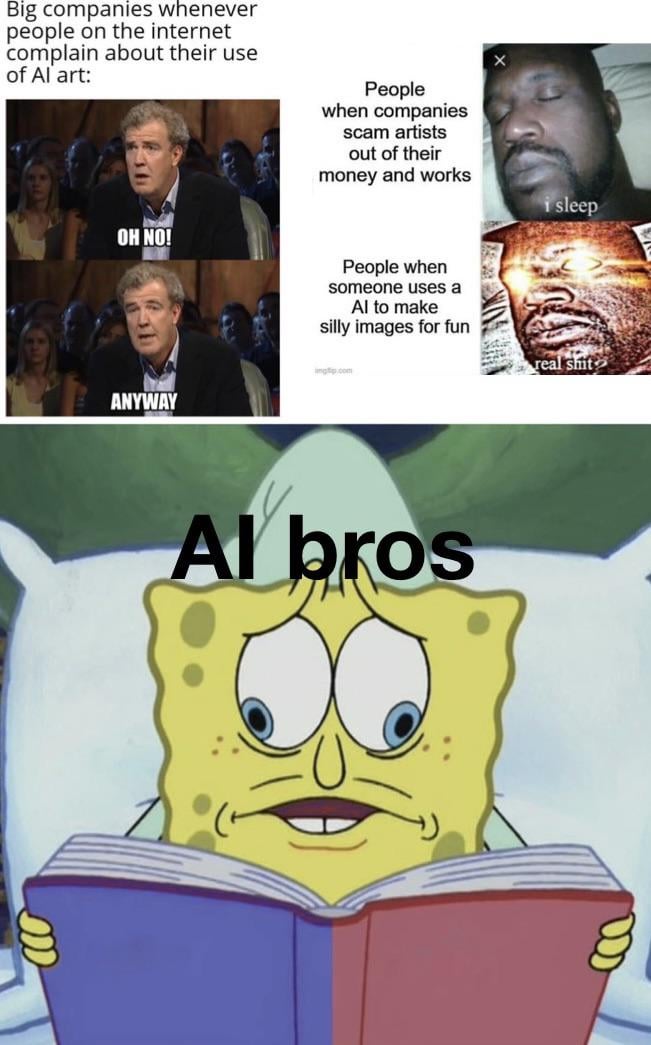 Big companies whenever
people on the internet
complain about their use
of AI art:
OH NO!
ANYWAY
People
when companies
scam artists
out of their
money and works
i sleep
People when
someone uses a
AI to make
silly images for fun
real shit?
imgflip.com
AI bros